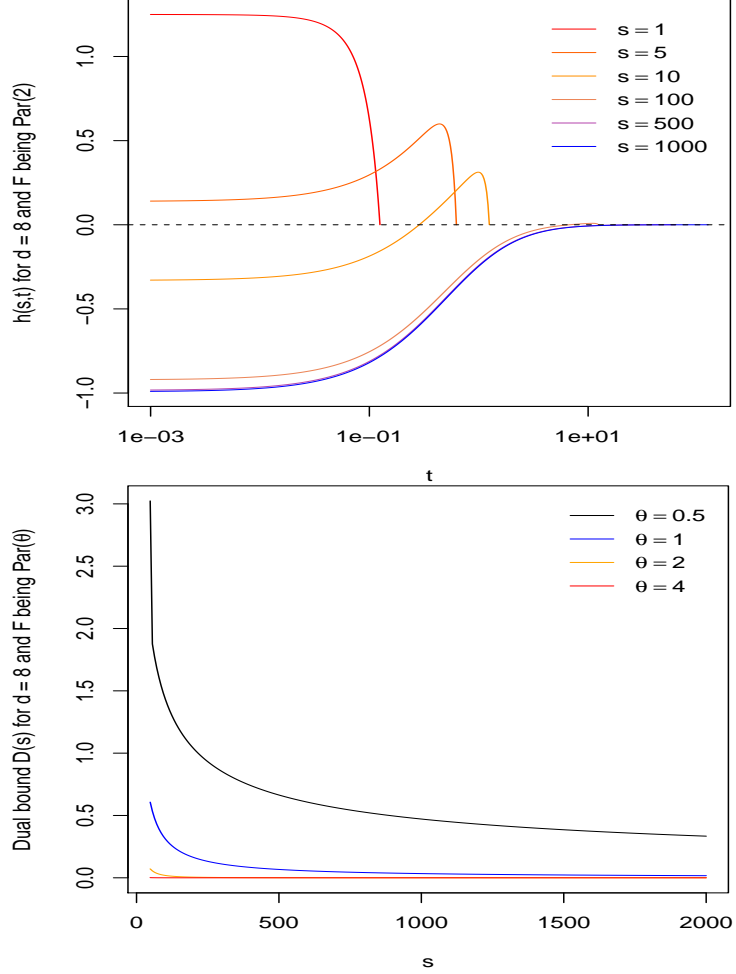 h(s,t) for d = 8 and F being Par(2)
1.0
0.5
0.0
−0.5
−1.0
s = 1
s = 5
s = 10
s = 100
s = 500
s = 1000
1e−03
1e−01
1e+01
t
Dual bound D(s) for d = 8 and F being Par(θ)
3.0
2.5
2.0
1.5
1.0
0.5
0.0
θ = 0.5
θ = 1
θ = 2
θ = 4
0
500
1000
1500
2000
s